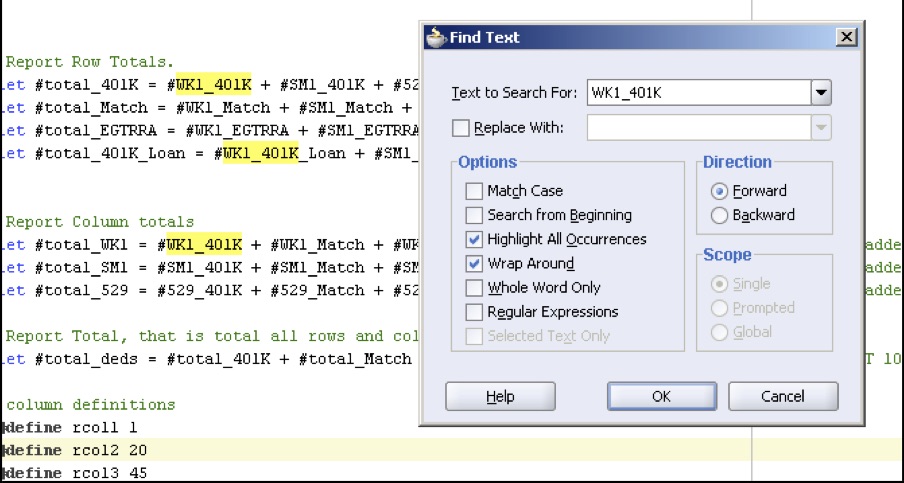 Report Row Totals.
et #total_401K = #WK1_401K + #SM1_401K + #52
et #total_Match = #WK1_Match + #SM1_Match +
et #total_EGTRRA = #WK1_EGTRRA + #SM1_EGTRRA
et #total_401K_Loan = #WK1_401K_Loan + #SM1_
Report Column totals
et #total_WK1 = #WK1_401K + #WK1_Match + #WK
adde
et #total_SM1 = #SM1_401K + #SM1_Match + #SM
adde
et #total_529 = #529_401K + #529_Match + #52
adde
Report Total, that is total all rows and col
et #total_deds = #total_401K + #total_Match
T 10
column definitions
#define rcol1 1
#define rcol2 20
#define rcol3 45
Find Text
Text to Search For: WK1_401K
Replace With:
Options
Match Case
Search from Beginning
Highlight All Occurrences
Wrap Around
Whole Word Only
Regular Expressions
Selected Text Only
Direction
Forward
Backward
Scope
Single
Prompted
Global
Help
OK
Cancel